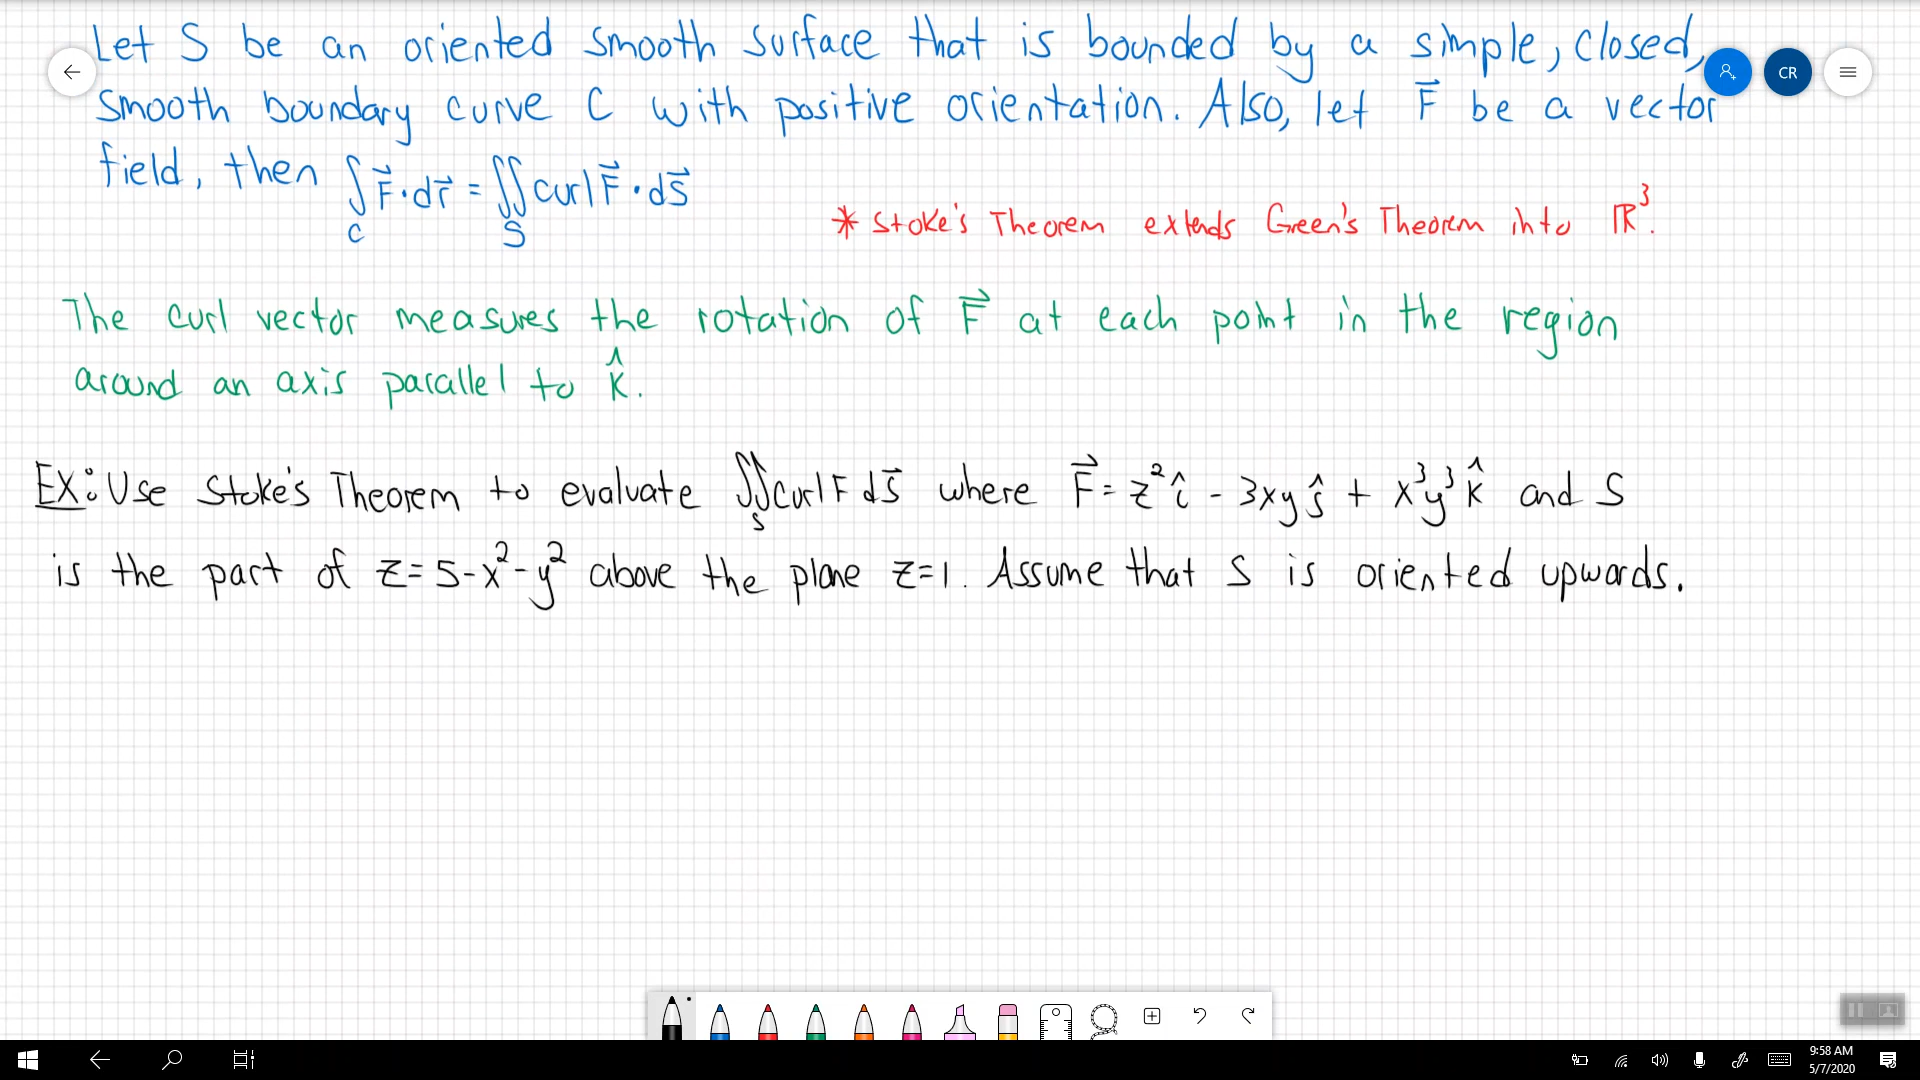 Let S be an oriented smooth surface that is bounded by a simple, closed,
smooth boundary curve C with positive orientation. Also, let F⃗ be a vector
field, then ∫_C F⃗·dr⃗ = ∬_S curl F⃗·dS⃗
* Stoke's Theorem extends Green's Theorem into ℝ³.
The curl vector measures the rotation of F⃗ at each point in the region
around an axis parallel to k̂.
EX: Use Stoke's Theorem to evaluate ∬_S curl F dS⃗ where F⃗ = z² î - 3xy ĵ + x³y³ k̂ and S
is the part of z = 5-x²-y² above the plane z=1. Assume that S is oriented upwards.
CR
9:58 AM
5/7/2020